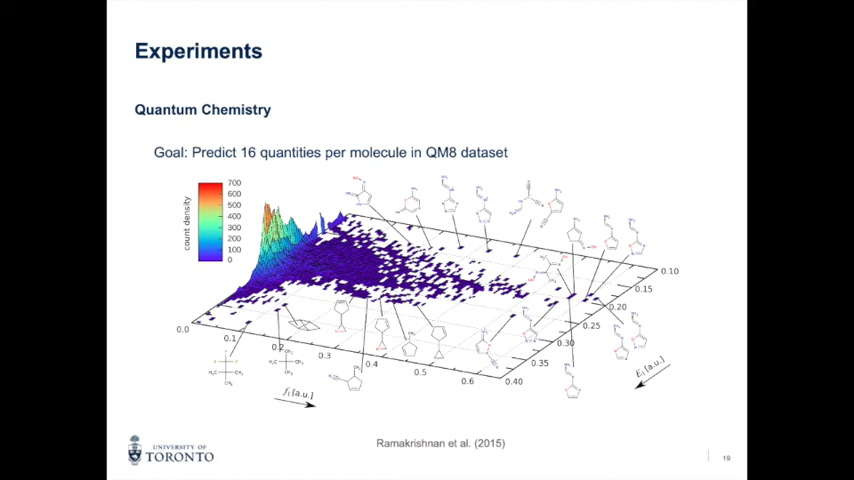 Experiments
Quantum Chemistry
Goal: Predict 16 quantities per molecule in QM8 dataset
count density
700
600
500
400
300
200
100
0
0.0
0.1
0.2
0.3
0.4
0.5
0.6
0.40
0.35
0.30
0.25
0.20
0.15
0.10
f₁ [a.u.]
E₁ [a.u.]
Ramakrishnan et al. (2015)
UNIVERSITY OF
TORONTO
19